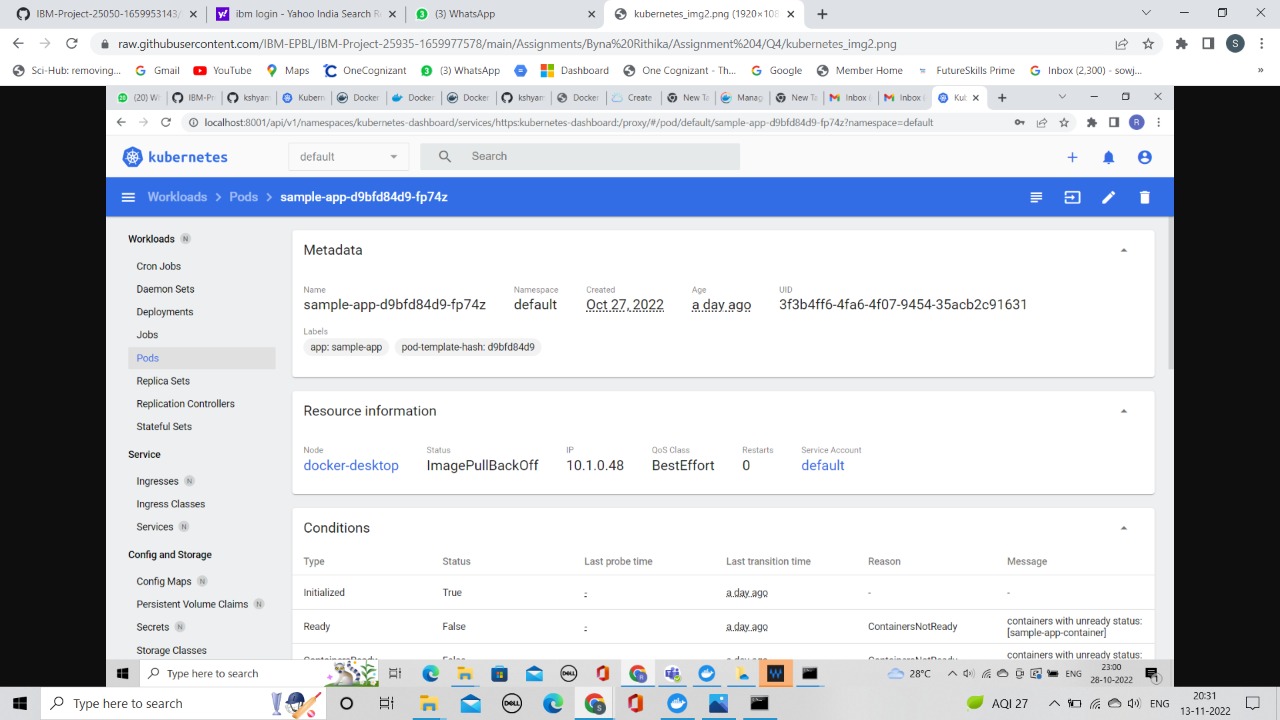 IBM-Project-25050-1659953143/
ibm login - Yahoo India Search R
(3) WhatsApp
kubernetes_img2.png (1920×108
raw.githubusercontent.com/IBM-EPBL/IBM-Project-25935-1659977578/main/Assignments/Byna%20Rithika/Assignment%204/Q4/kubernetes_img2.png
Sci-Hub: removing...
Gmail
YouTube
Maps
OneCognizant
(3) WhatsApp
Dashboard
One Cognizant - Th...
Google
Member Home
FutureSkills Prime
Inbox (2,300) - sowj...
»
(20) W
IBM-Pr
kshyan
Kubern
Docker
Docker
Docker
kshyan
Docker
Create
New Ta
Manag
New Ta
Inbox
Inbox
Kub
localhost:8001/api/v1/namespaces/kubernetes-dashboard/services/https:kubernetes-dashboard:/proxy/#/pod/default/sample-app-d9bfd84d9-fp74z?namespace=default
kubernetes
default
Search
Workloads > Pods > sample-app-d9bfd84d9-fp74z
Workloads N
Cron Jobs
Daemon Sets
Deployments
Jobs
Pods
Replica Sets
Replication Controllers
Stateful Sets
Service
Ingresses N
Ingress Classes
Services N
Config and Storage
Config Maps N
Persistent Volume Claims N
Secrets N
Storage Classes
Metadata
Name Namespace Created Age UID
sample-app-d9bfd84d9-fp74z default Oct 27, 2022 a day ago 3f3b4ff6-4fa6-4f07-9454-35acb2c91631
Labels
app: sample-app pod-template-hash: d9bfd84d9
Resource information
Node Status IP QoS Class Restarts Service Account
docker-desktop ImagePullBackOff 10.1.0.48 BestEffort 0 default
Conditions
Type Status Last probe time Last transition time Reason Message
Initialized True - a day ago - -
Ready False - a day ago ContainersNotReady containers with unready status: [sample-app-container]
containers with unready status:
Type here to search
28°C
ENG
23:00
28-10-2022
1
Type here to search
AQI 27
ENG
20:31
13-11-2022